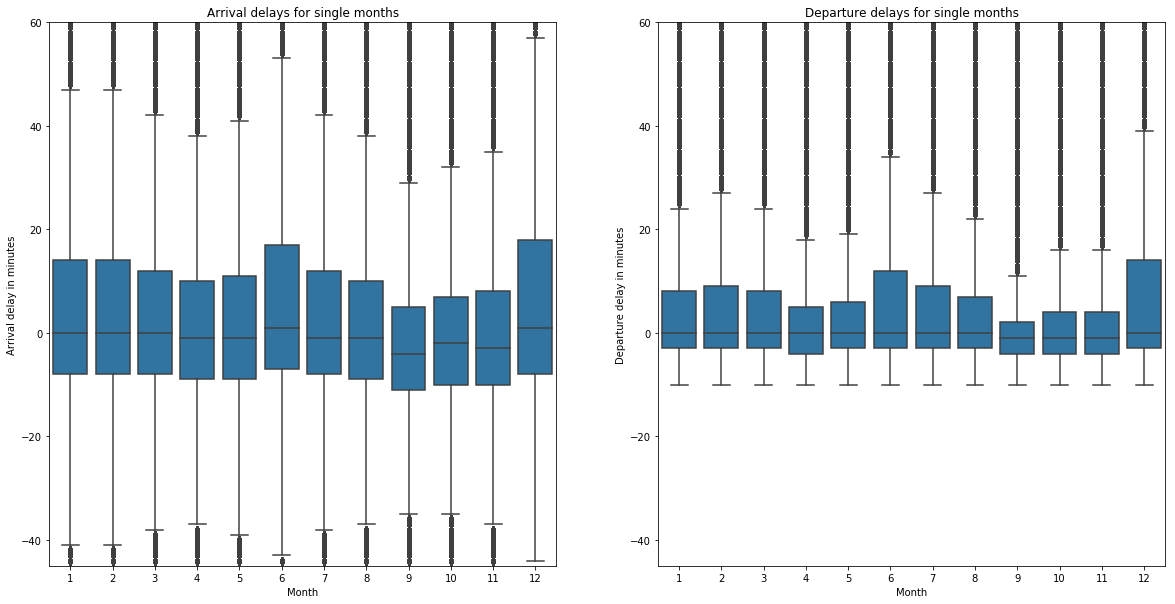 Arrival delays for single months
Arrival delay in minutes
60
40
20
0
−20
−40
1 2 3 4 5 6 7 8 9 10 11 12
Month
Departure delays for single months
Departure delay in minutes
60
40
20
0
−20
−40
1 2 3 4 5 6 7 8 9 10 11 12
Month